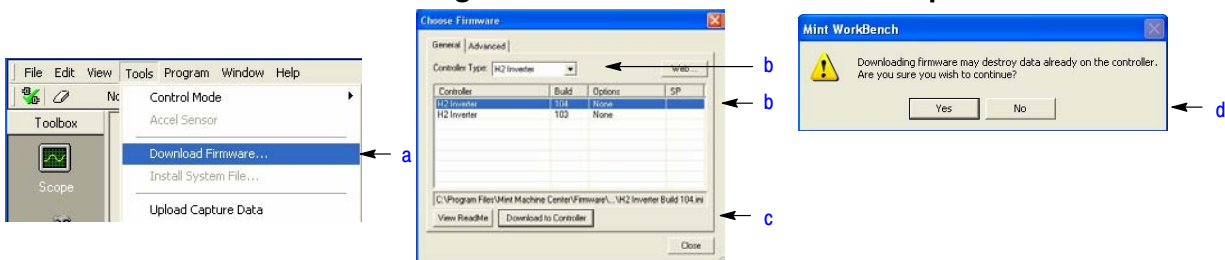 File Edit View Tools Program Window Help
No
Control Mode
Toolbox
Accel Sensor
Download Firmware...
a
Scope
Install System File...
Upload Capture Data
Choose Firmware
General Advanced
Controller Type: H2 Inverter
Web...
b
Controller Build Options SP
H2 Inverter 104 None
b
H2 Inverter 103 None
C:\Program Files\Mint Machine Center\Firmware\...\H2 Inverter Build 104.ini
View ReadMe Download to Controller
c
Close
Mint WorkBench
Downloading firmware may destroy data already on the controller.
Are you sure you wish to continue?
Yes No
d